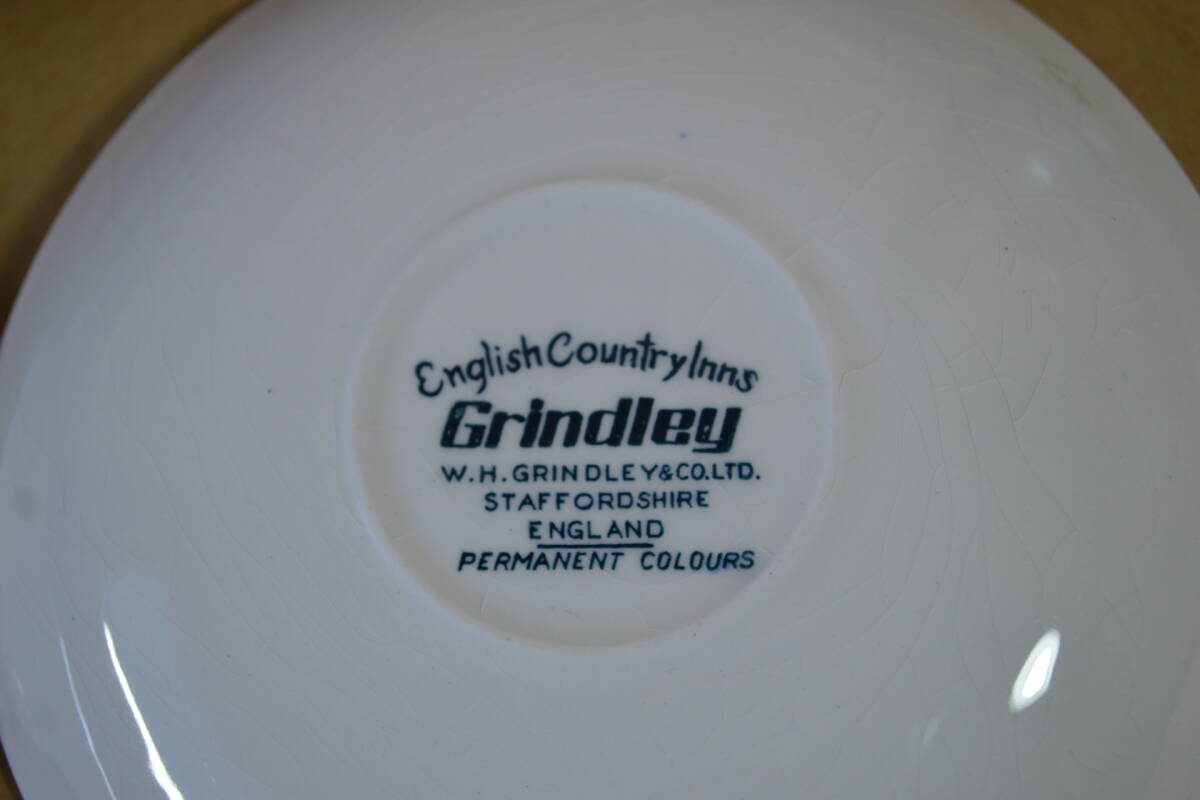 English Country Inns
Grindley
W.H. GRINDLEY & CO. LTD.
STAFFORDSHIRE
ENGLAND
PERMANENT COLOURS